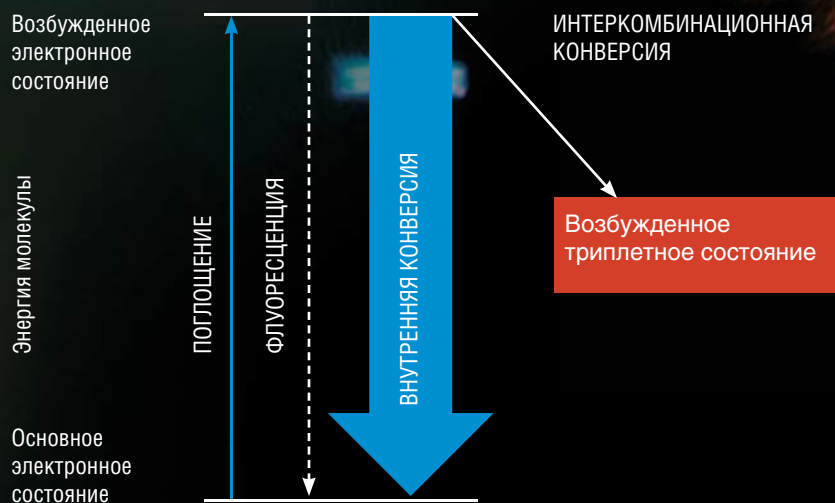 Возбужденное
электронное
состояние
ИНТЕРКОМБИНАЦИОННАЯ
КОНВЕРСИЯ
Энергия молекулы
ПОГЛОЩЕНИЕ
ФЛУОРЕСЦЕНЦИЯ
ВНУТРЕННЯЯ КОНВЕРСИЯ
Возбужденное
триплетное состояние
Основное
электронное
состояние